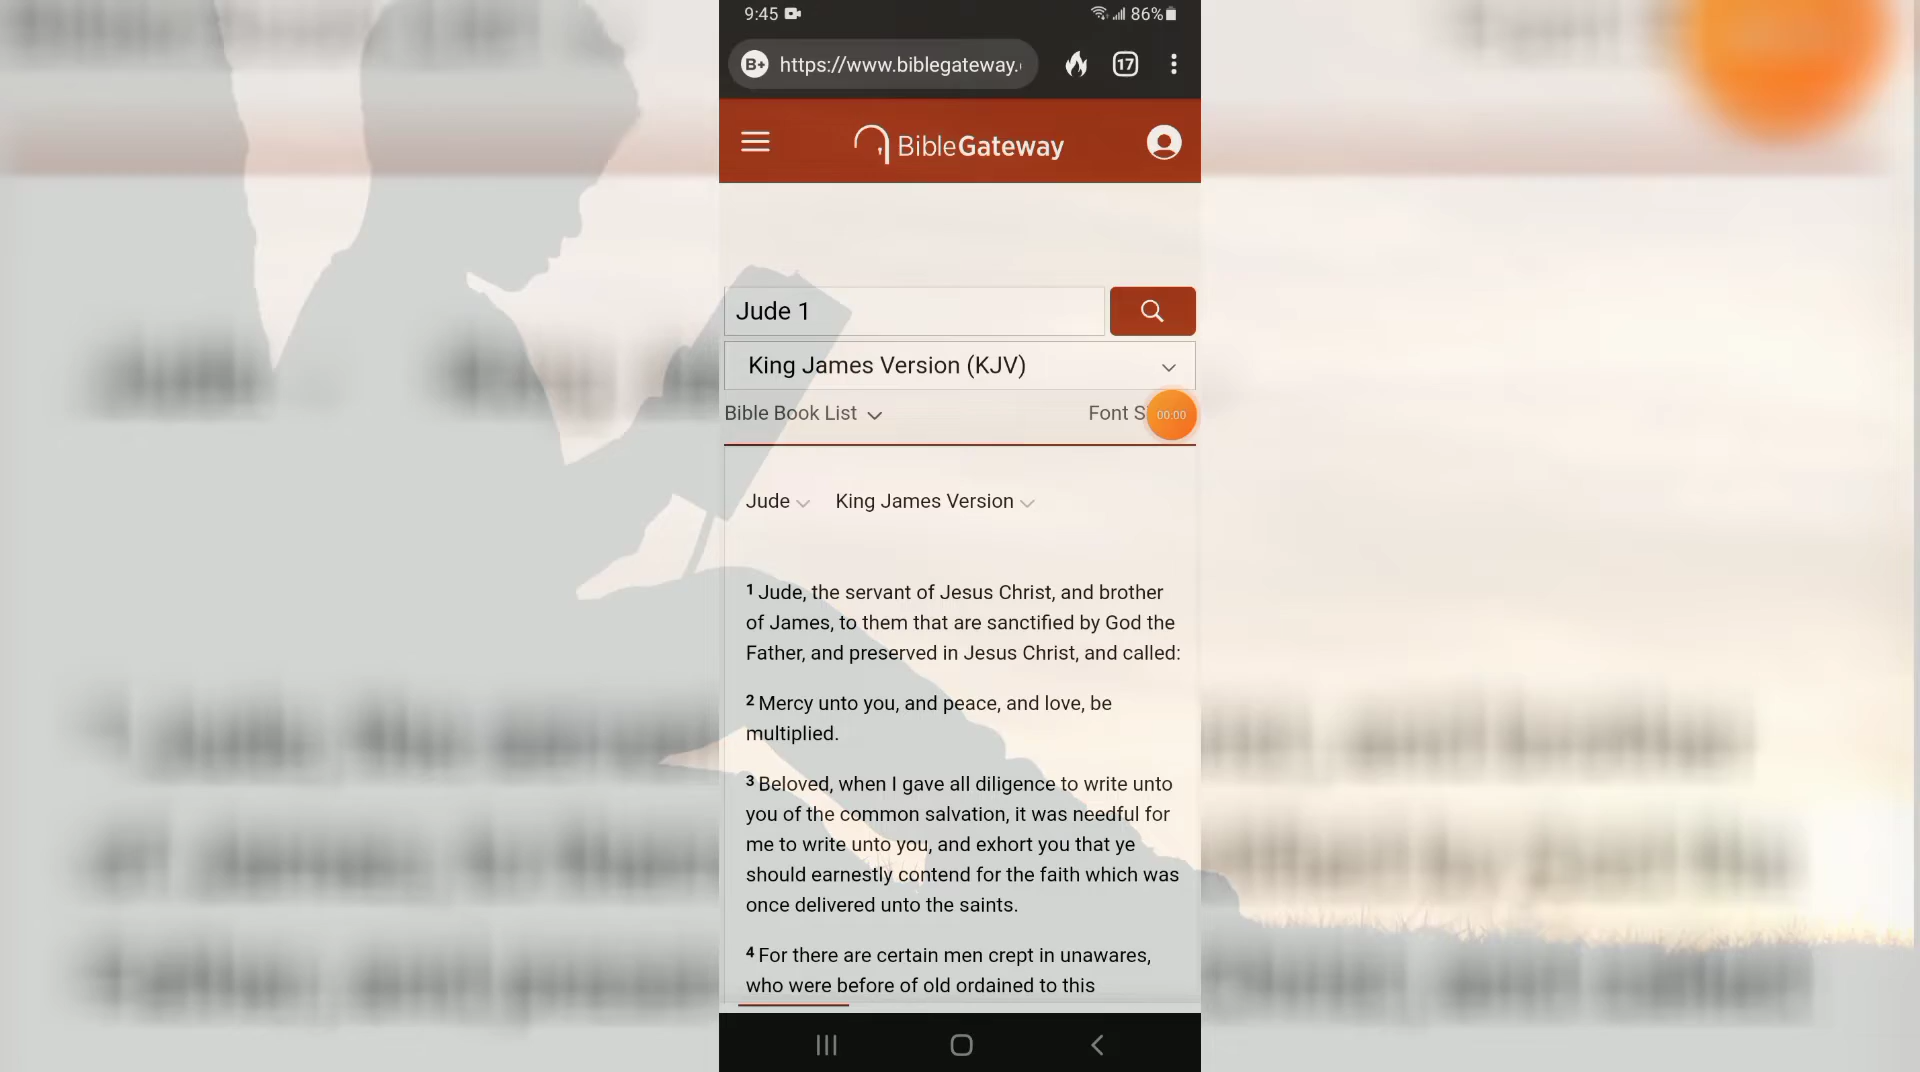 9:45
86%
B+ https://www.biblegateway.
17
BibleGateway
Jude 1
King James Version (KJV)
Bible Book List
Font S
00:00
Jude King James Version
1 Jude, the servant of Jesus Christ, and brother
of James, to them that are sanctified by God the
Father, and preserved in Jesus Christ, and called:
2 Mercy unto you, and peace, and love, be
multiplied.
3 Beloved, when I gave all diligence to write unto
you of the common salvation, it was needful for
me to write unto you, and exhort you that ye
should earnestly contend for the faith which was
once delivered unto the saints.
4 For there are certain men crept in unawares,
who were before of old ordained to this